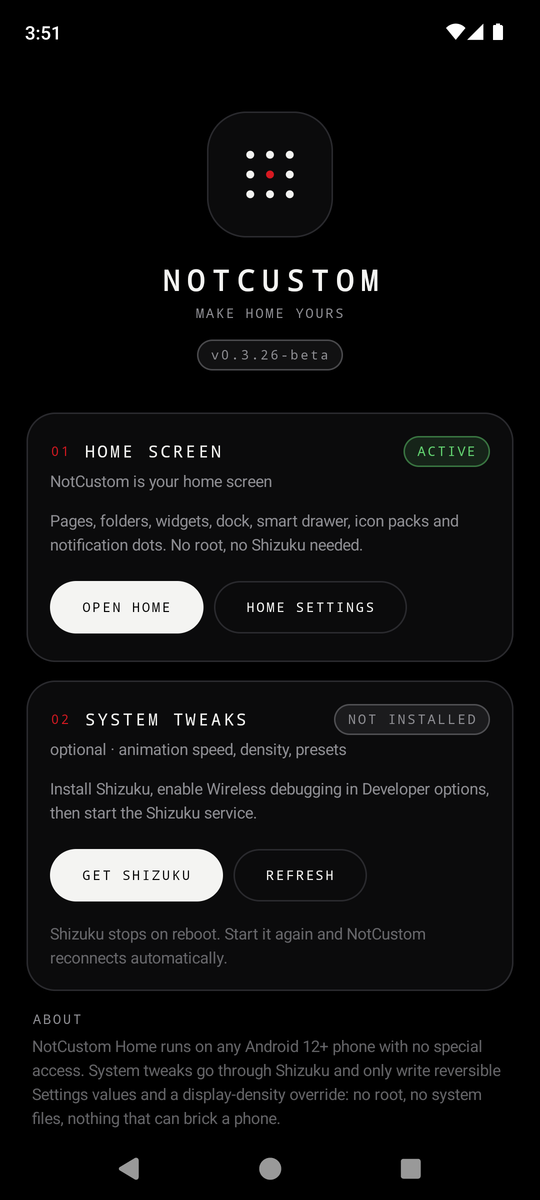 3:51
NOTCUSTOM
MAKE HOME YOURS
v0.3.26-beta
01 HOME SCREEN ACTIVE
NotCustom is your home screen
Pages, folders, widgets, dock, smart drawer, icon packs and
notification dots. No root, no Shizuku needed.
OPEN HOME HOME SETTINGS
02 SYSTEM TWEAKS NOT INSTALLED
optional · animation speed, density, presets
Install Shizuku, enable Wireless debugging in Developer options,
then start the Shizuku service.
GET SHIZUKU REFRESH
Shizuku stops on reboot. Start it again and NotCustom
reconnects automatically.
ABOUT
NotCustom Home runs on any Android 12+ phone with no special
access. System tweaks go through Shizuku and only write reversible
Settings values and a display-density override: no root, no system
files, nothing that can brick a phone.